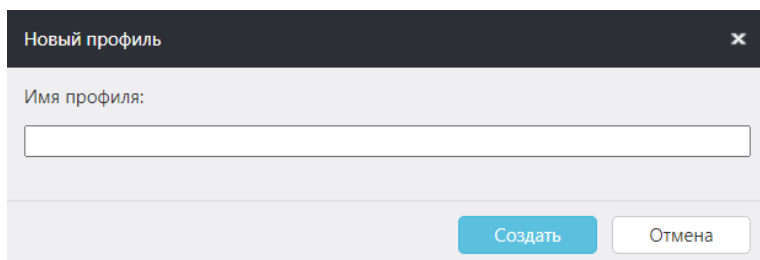 Новый профиль
Имя профиля:
Создать Отмена